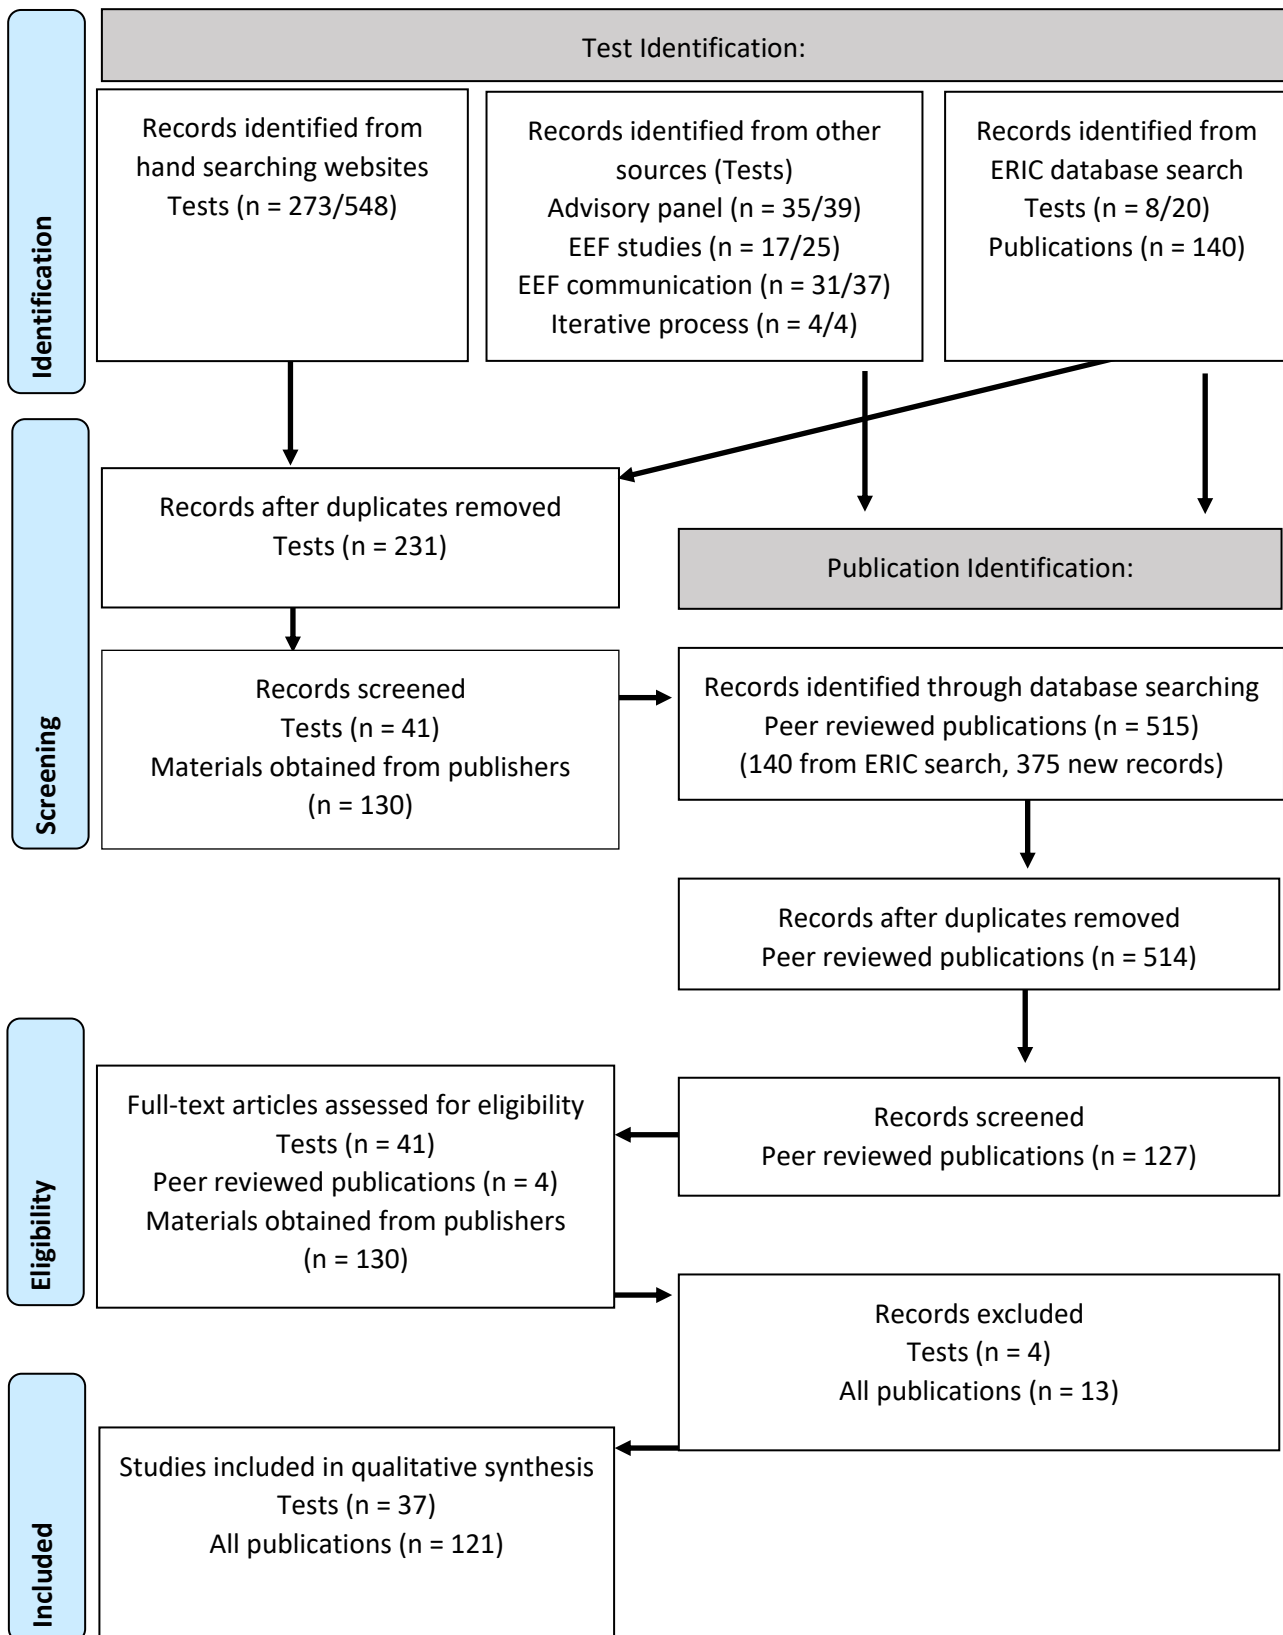 Identification
Test Identification:
Records identified from
hand searching websites
Tests (n = 273/548)
Records identified from other
sources (Tests)
Advisory panel (n = 35/39)
EEF studies (n = 17/25)
EEF communication (n = 31/37)
Iterative process (n = 4/4)
Records identified from
ERIC database search
Tests (n = 8/20)
Publications (n = 140)
Screening
Records after duplicates removed
Tests (n = 231)
Publication Identification:
Records screened
Tests (n = 41)
Materials obtained from publishers
(n = 130)
Records identified through database searching
Peer reviewed publications (n = 515)
(140 from ERIC search, 375 new records)
Records after duplicates removed
Peer reviewed publications (n = 514)
Eligibility
Records screened
Peer reviewed publications (n = 127)
Full-text articles assessed for eligibility
Tests (n = 41)
Peer reviewed publications (n = 4)
Materials obtained from publishers
(n = 130)
Records excluded
Tests (n = 4)
All publications (n = 13)
Included
Studies included in qualitative synthesis
Tests (n = 37)
All publications (n = 121)